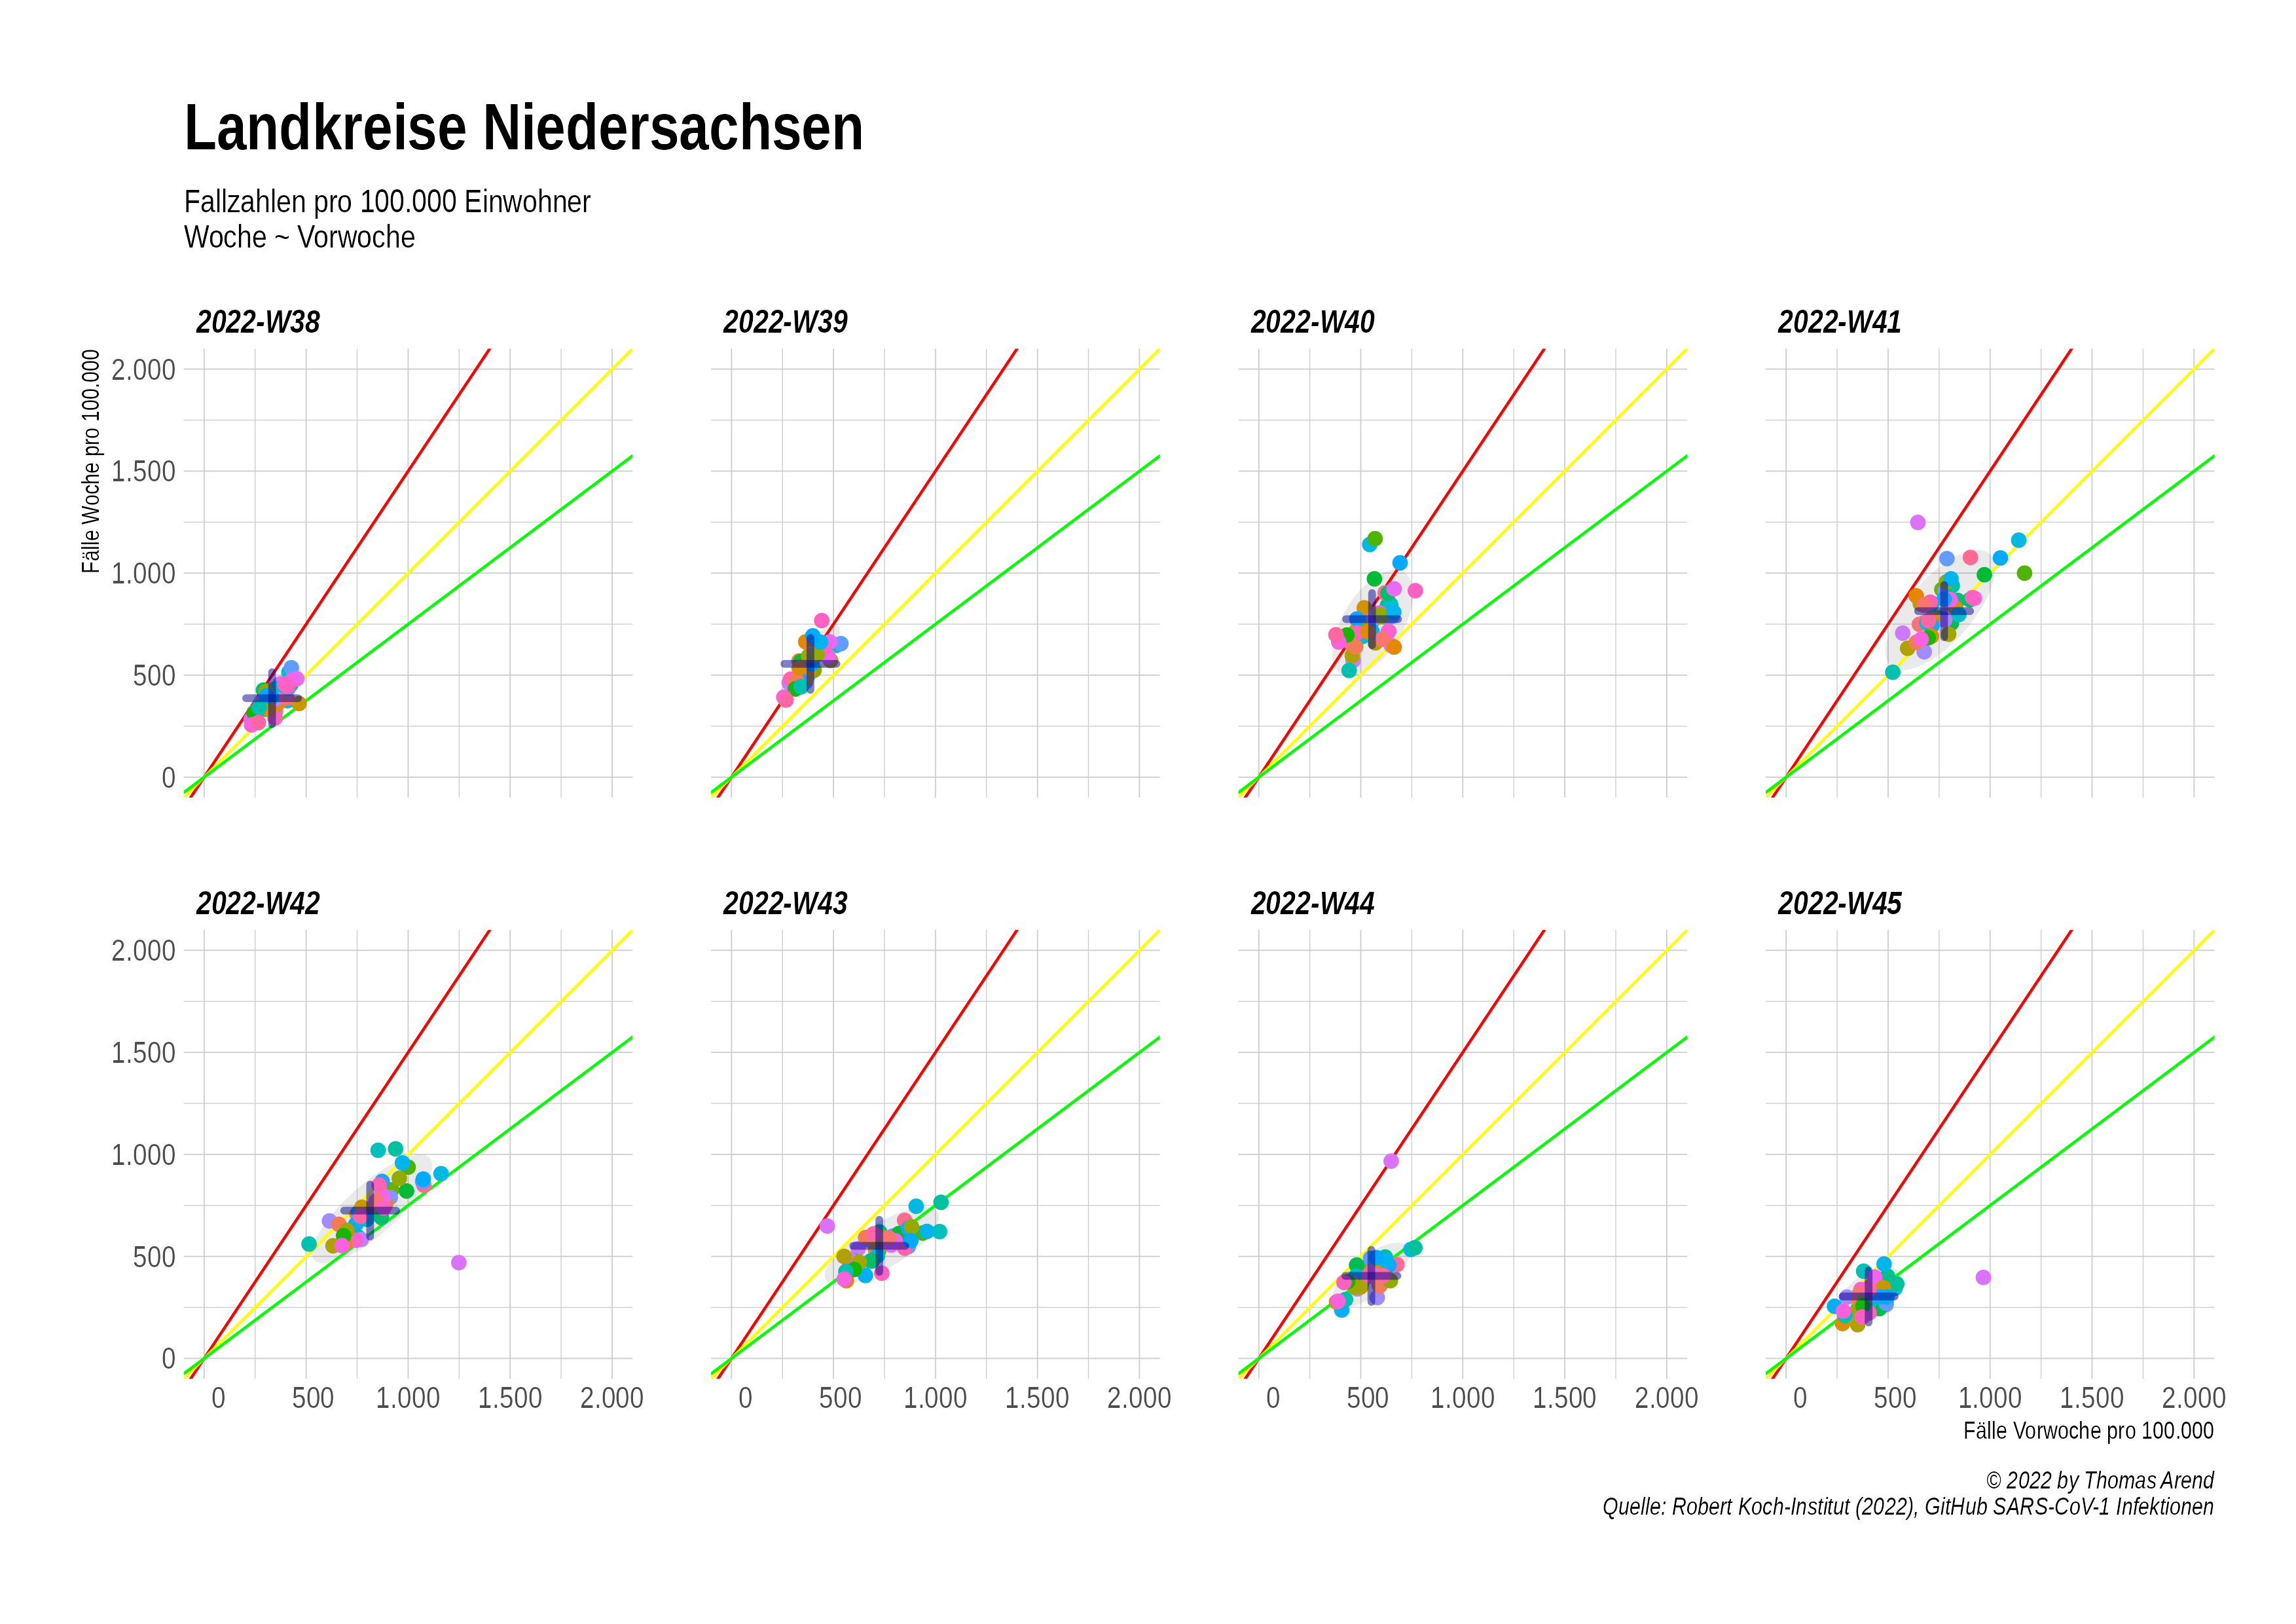 Landkreise Niedersachsen
Fallzahlen pro 100.000 Einwohner
Woche ~ Vorwoche
2022-W38
2022-W39
2022-W40
2022-W41
Fälle Woche pro 100.000
2.000
1.500
1.000
500
0
2022-W42
2022-W43
2022-W44
2022-W45
2.000
1.500
1.000
500
0
0 500 1.000 1.500 2.000
0 500 1.000 1.500 2.000
0 500 1.000 1.500 2.000
0 500 1.000 1.500 2.000
Fälle Vorwoche pro 100.000
© 2022 by Thomas Arend
Quelle: Robert Koch-Institut (2022), GitHub SARS-CoV-1 Infektionen